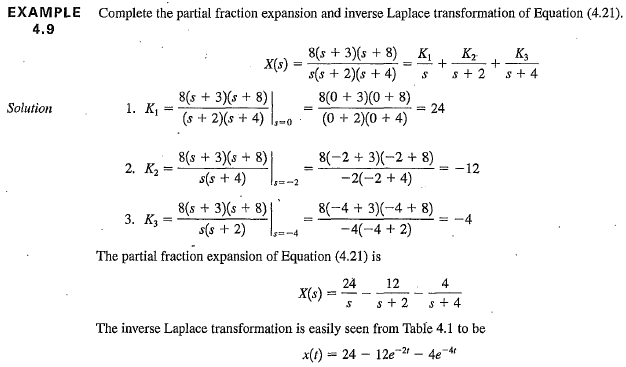 EXAMPLE 4.9 Complete the partial fraction expansion and inverse Laplace transformation of Equation (4.21).
X(s) = 8(s + 3)(s + 8) / s(s + 2)(s + 4) = K₁ / s + K₂ / s + 2 + K₃ / s + 4
Solution 1. K₁ = 8(s + 3)(s + 8) / (s + 2)(s + 4) |s=0 = 8(0 + 3)(0 + 8) / (0 + 2)(0 + 4) = 24
2. K₂ = 8(s + 3)(s + 8) / s(s + 4) |s=−2 = 8(−2 + 3)(−2 + 8) / −2(−2 + 4) = −12
3. K₃ = 8(s + 3)(s + 8) / s(s + 2) |s=−4 = 8(−4 + 3)(−4 + 8) / −4(−4 + 2) = −4
The partial fraction expansion of Equation (4.21) is
X(s) = 24 / s − 12 / s + 2 − 4 / s + 4
The inverse Laplace transformation is easily seen from Table 4.1 to be
x(t) = 24 − 12e⁻²ᵗ − 4e⁻⁴ᵗ